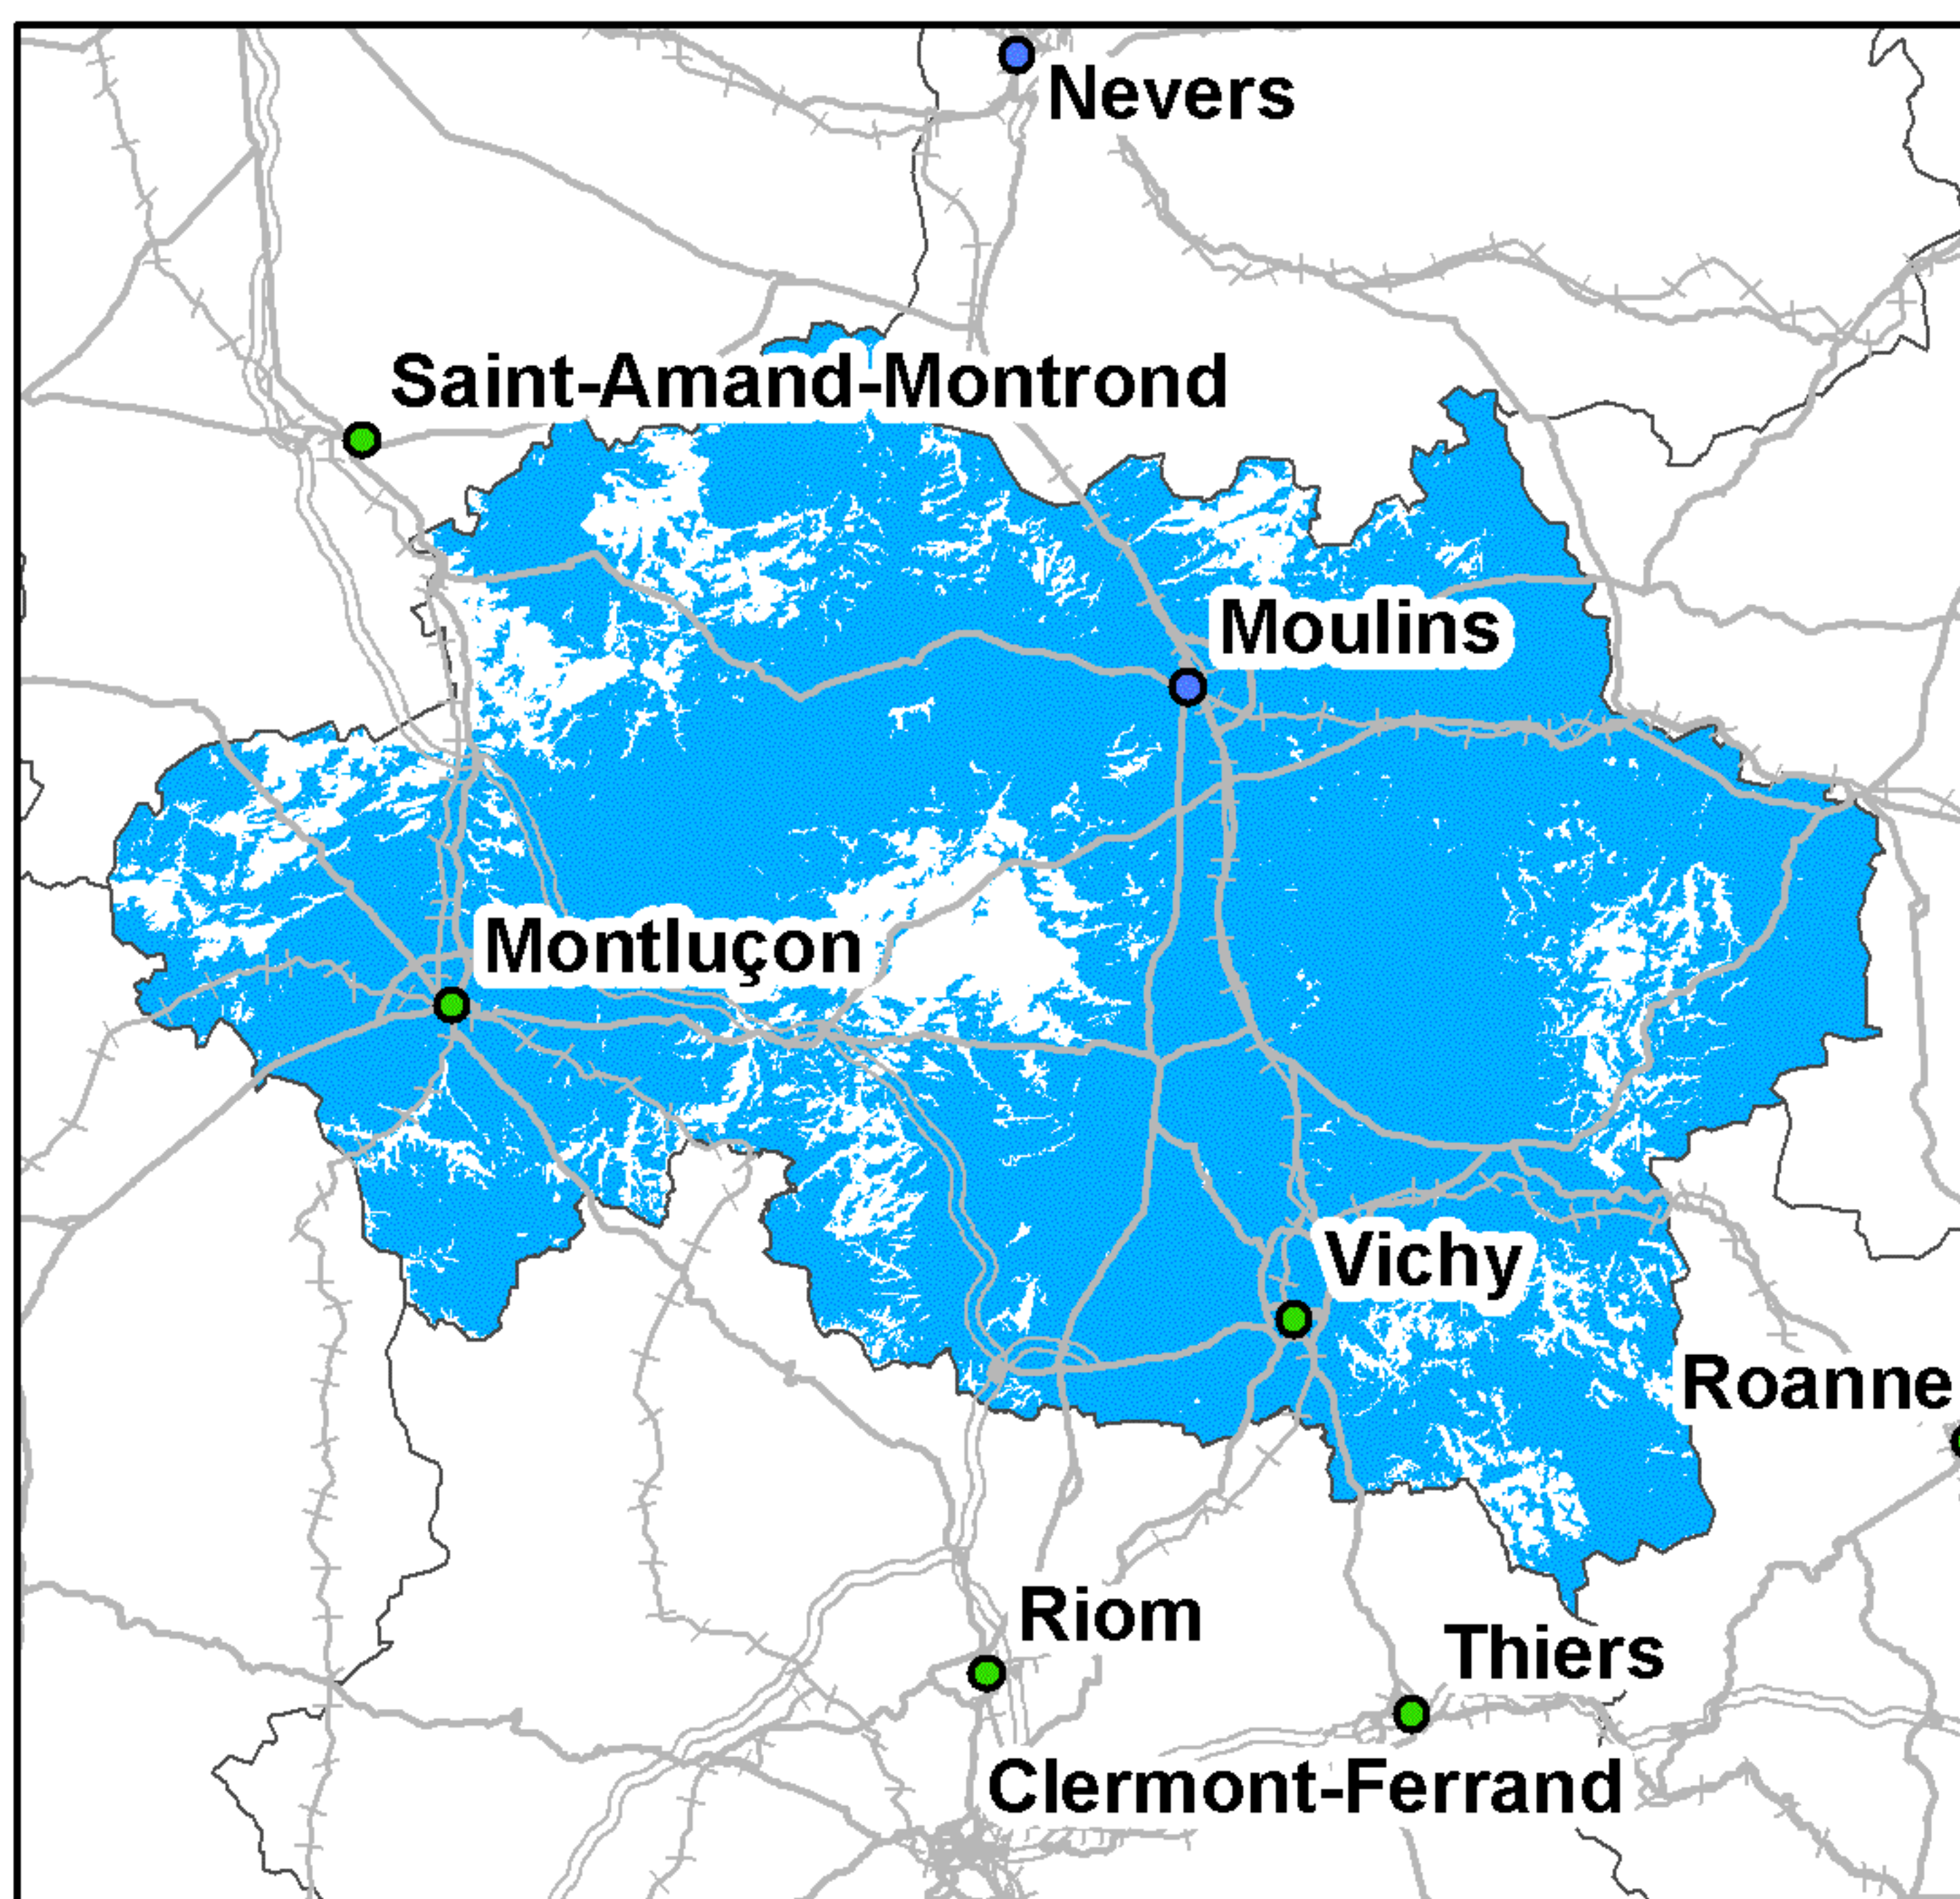 Nevers
Saint-Amand-Montrond
Moulins
Montluçon
Vichy
Roanne
Riom
Thiers
Clermont-Ferrand